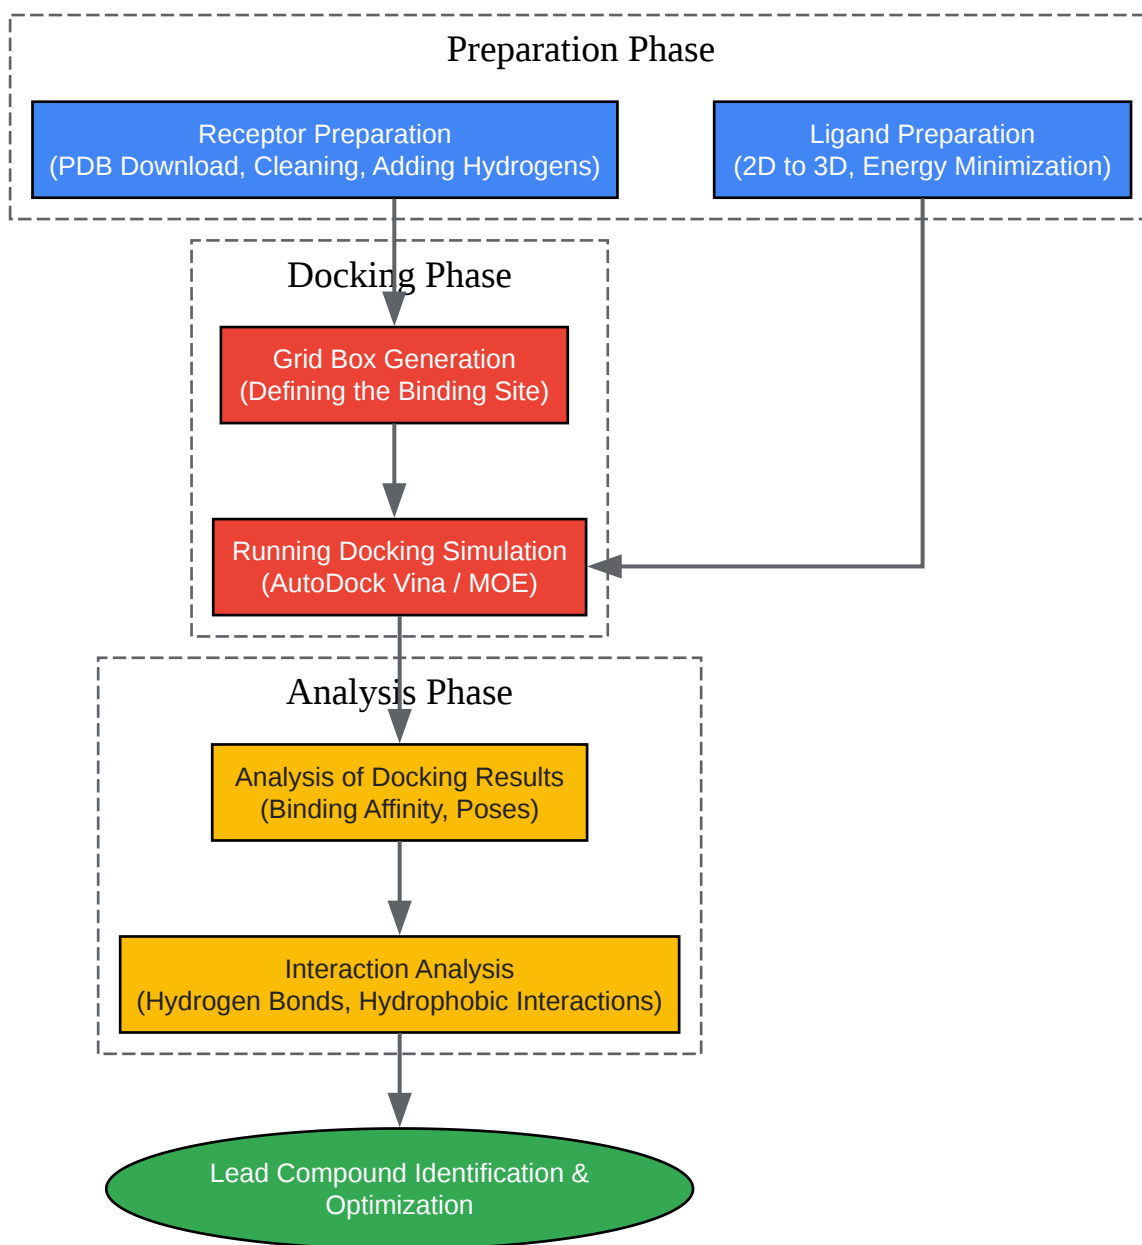 Preparation Phase
Receptor Preparation
(PDB Download, Cleaning, Adding Hydrogens)
Ligand Preparation
(2D to 3D, Energy Minimization)
Docking Phase
Grid Box Generation
(Defining the Binding Site)
Running Docking Simulation
(AutoDock Vina / MOE)
Analysis Phase
Analysis of Docking Results
(Binding Affinity, Poses)
Interaction Analysis
(Hydrogen Bonds, Hydrophobic Interactions)
Lead Compound Identification &
Optimization